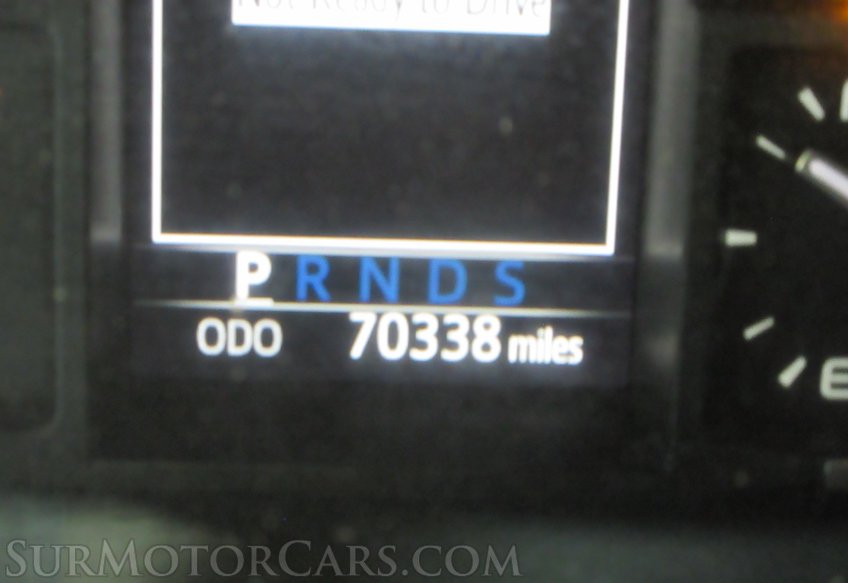 Not Ready to Drive
P R N D S
ODO 70338 miles
E
SURMOTORCARS.COM